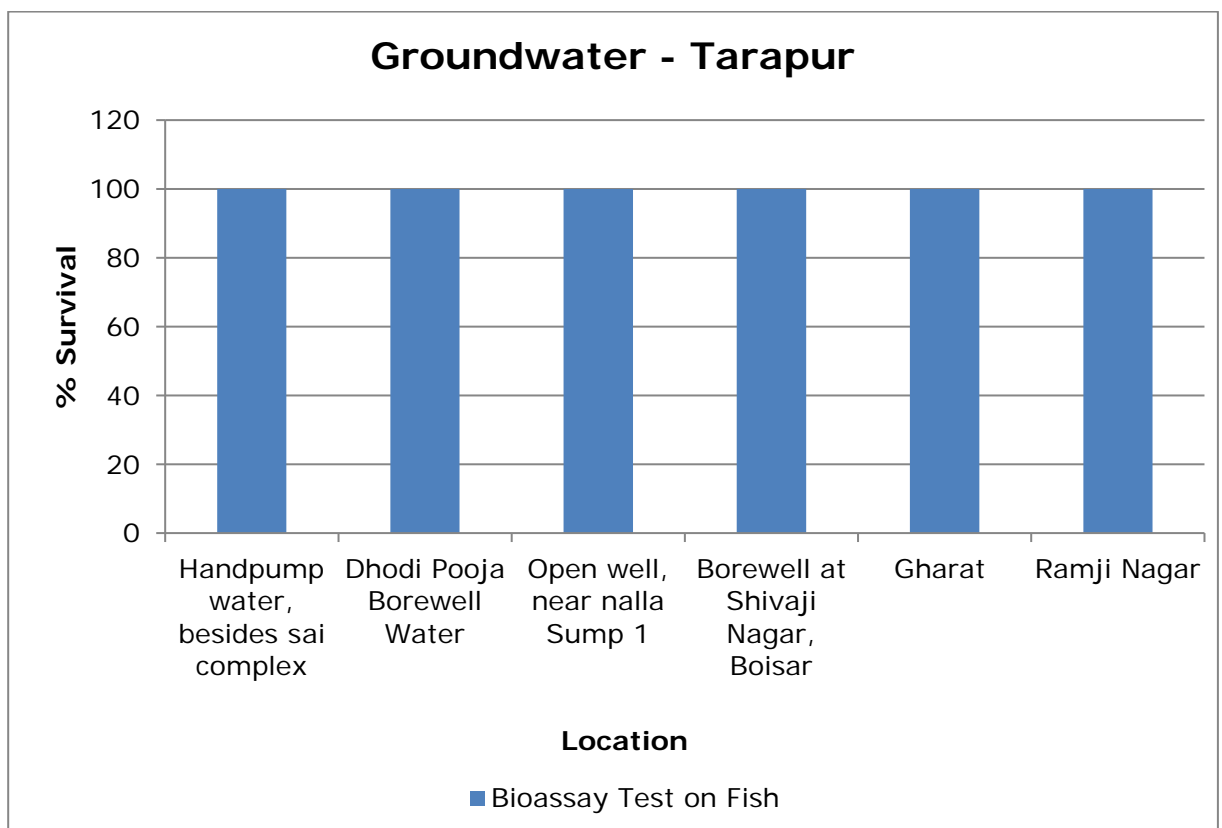 Groundwater - Tarapur
120
100
80
60
40
20
0
% Survival
Handpump
water,
besides sai
complex
Dhodi Pooja
Borewell
Water
Open well,
near nalla
Sump 1
Borewell at
Shivaji
Nagar,
Boisar
Gharat
Ramji Nagar
Location
Bioassay Test on Fish